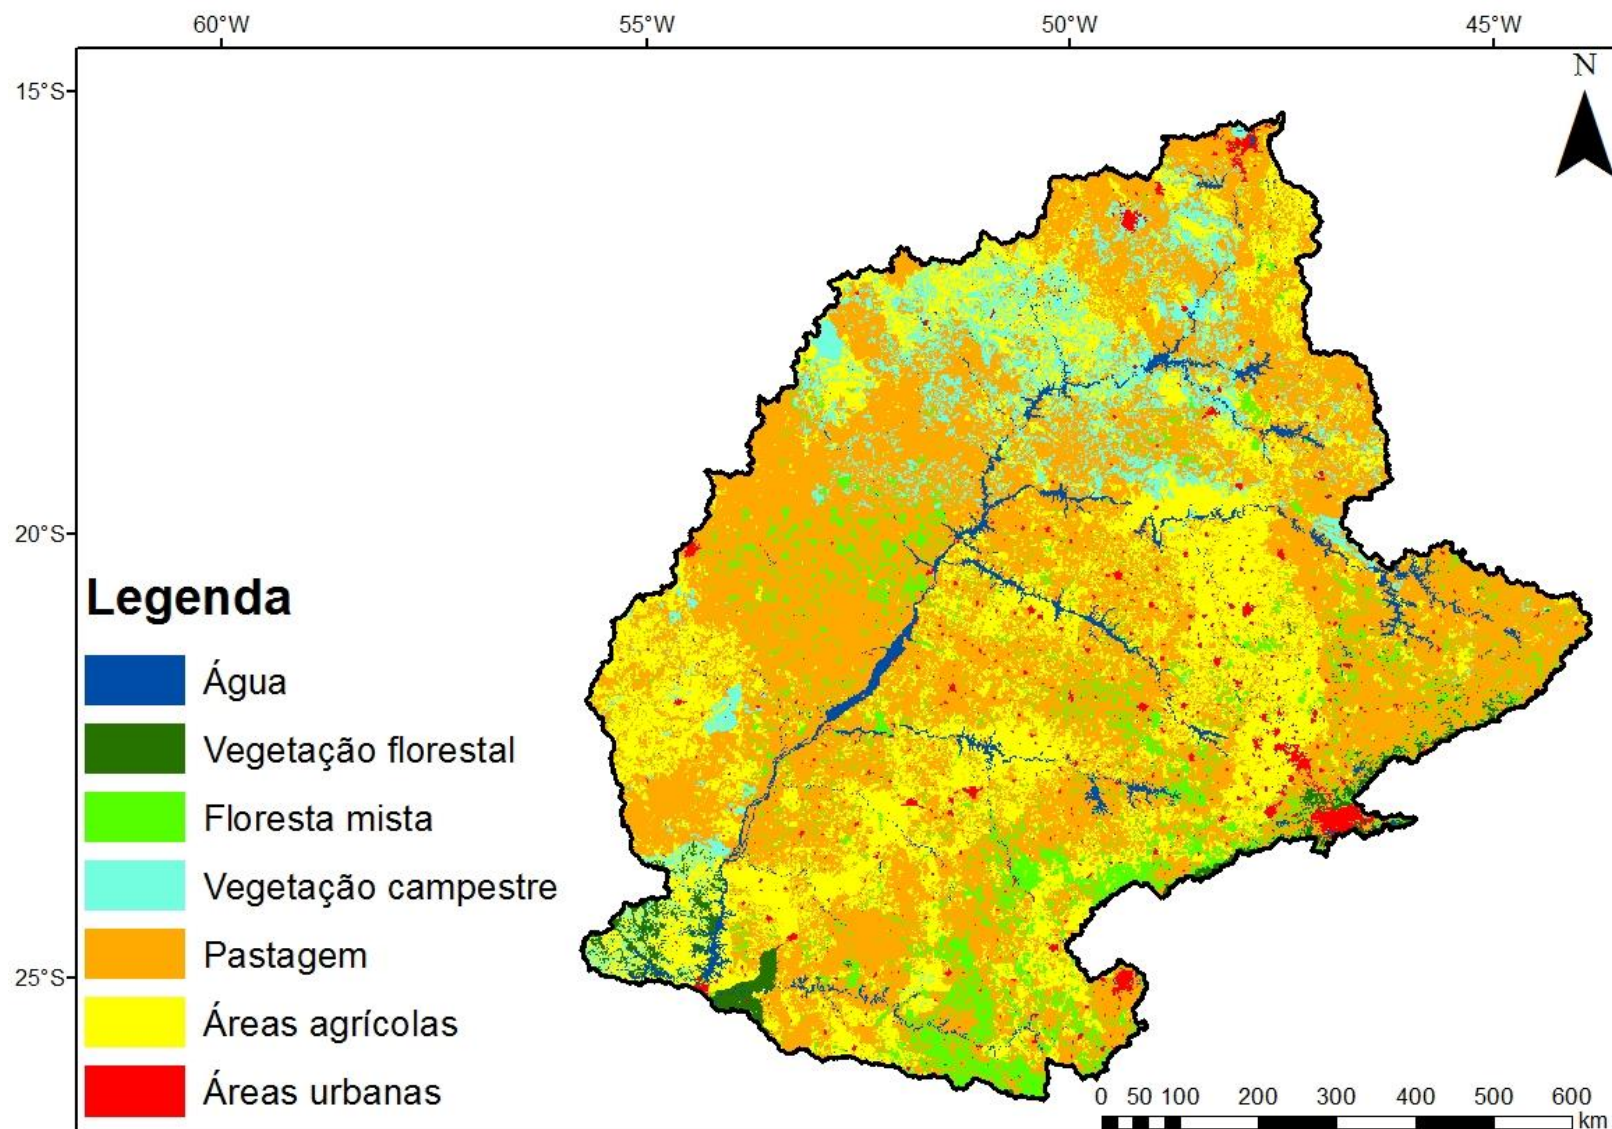 60°W 55°W 50°W 45°W
15°S
N
20°S
Legenda
Água
Vegetação florestal
Floresta mista
Vegetação campestre
Pastagem
25°S
Áreas agrícolas
Áreas urbanas
0 50 100 200 300 400 500 600
km